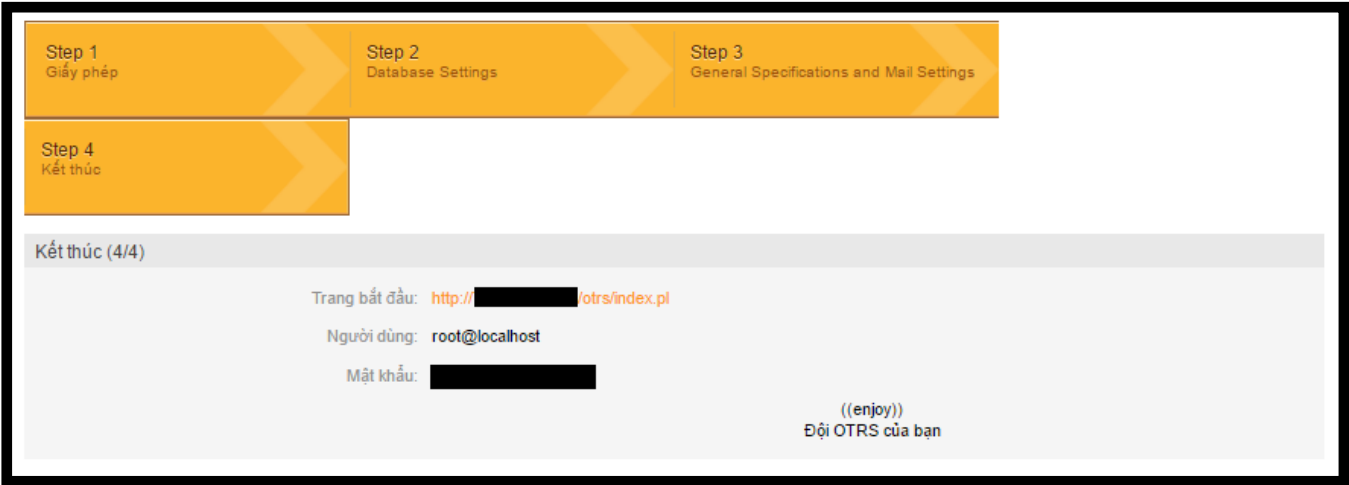 Step 1
Giấy phép
Step 2
Database Settings
Step 3
General Specifications and Mail Settings
Step 4
Kết thúc
Kết thúc (4/4)
Trang bắt đầu: http:// /otrs/index.pl
Người dùng: root@localhost
Mật khẩu:
((enjoy))
Đội OTRS của bạn